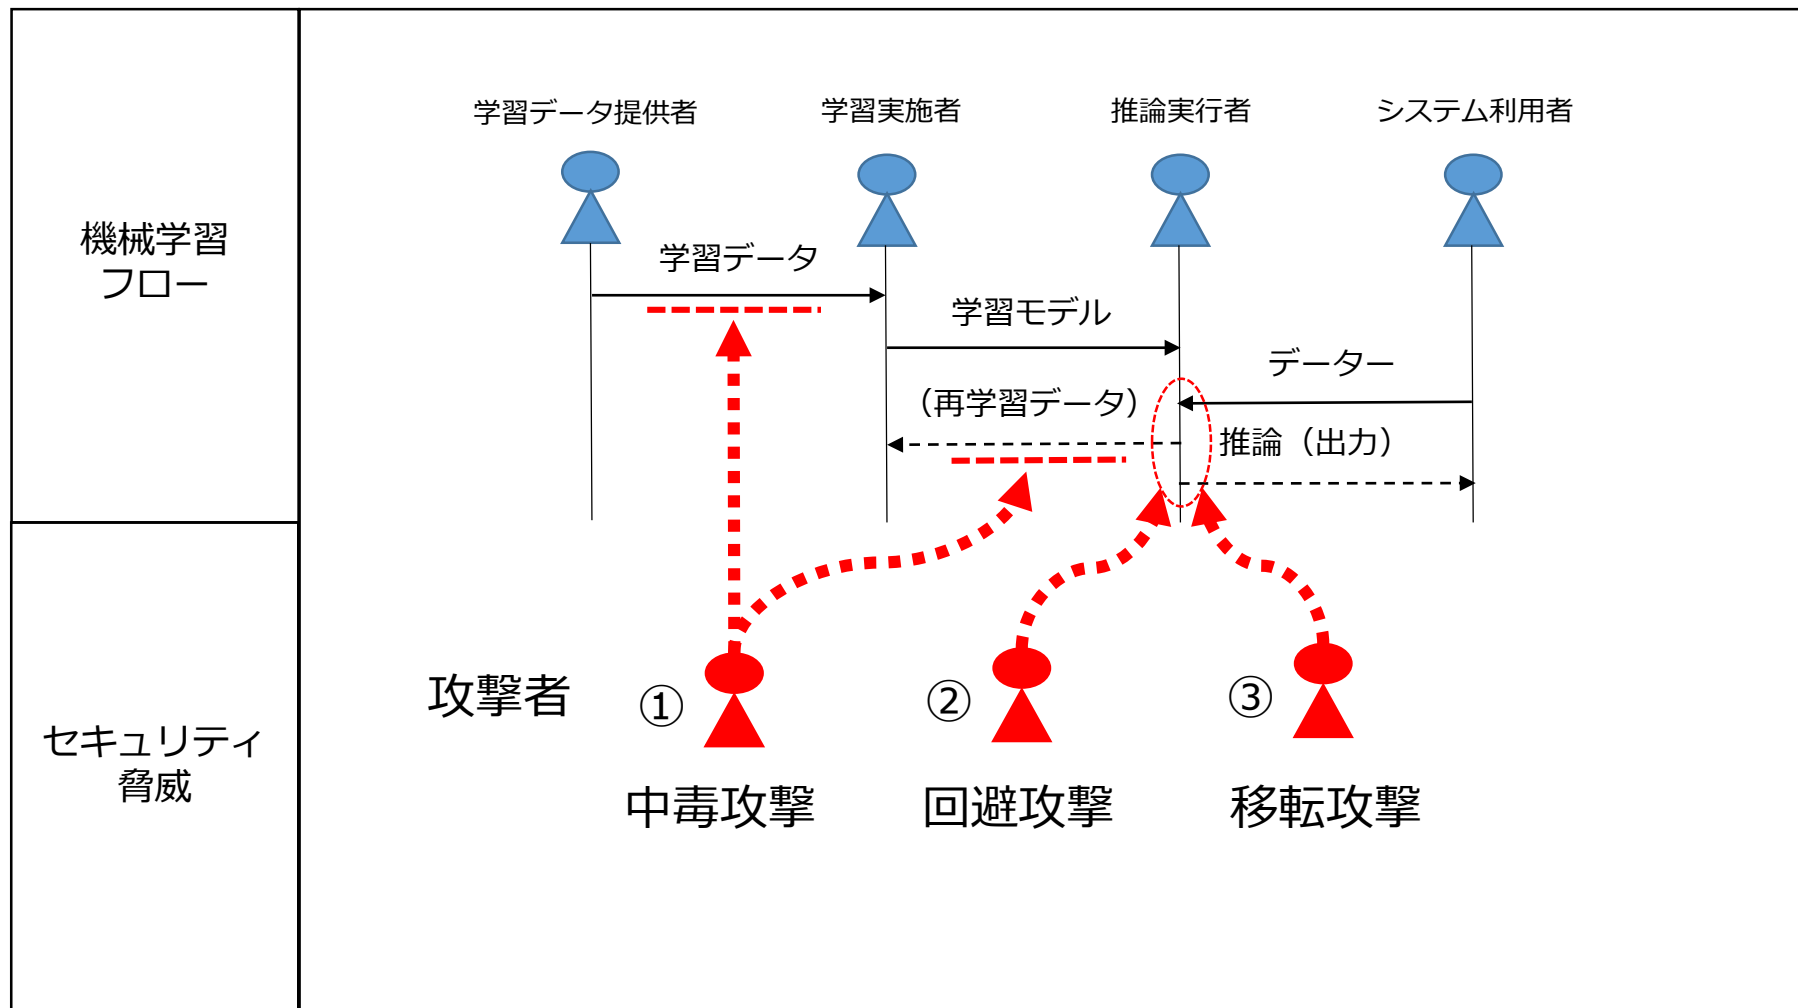 学習データ提供者
学習実施者
推論実行者
システム利用者
機械学習
フロー
学習データ
学習モデル
データー
（再学習データ）
推論（出力）
攻撃者
①
②
③
セキュリティ
脅威
中毒攻撃
回避攻撃
移転攻撃